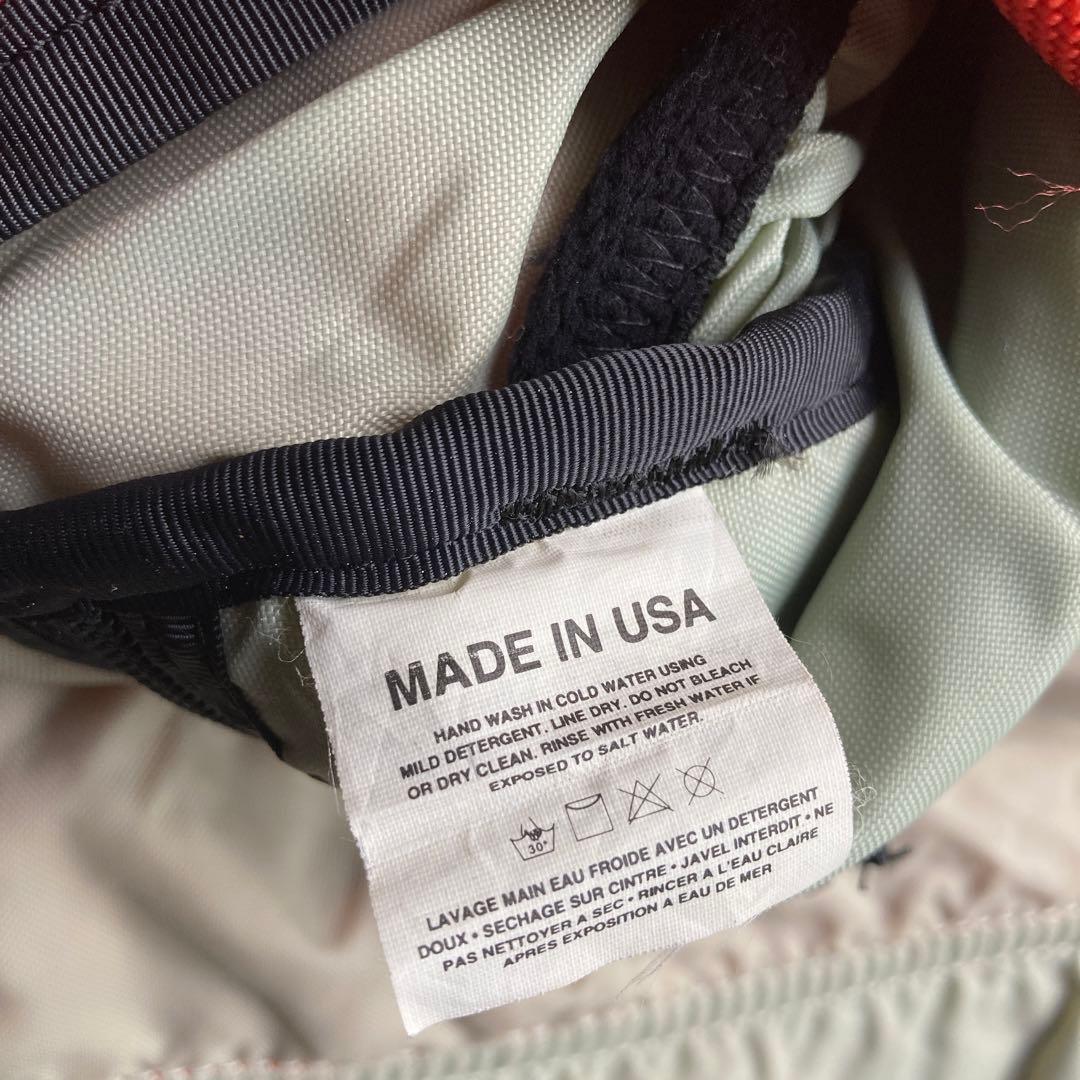 MADE IN USA
HAND WASH IN COLD WATER USING
MILD DETERGENT. LINE DRY. DO NOT BLEACH
OR DRY CLEAN. RINSE WITH FRESH WATER IF
EXPOSED TO SALT WATER.
30°
LAVAGE MAIN EAU FROIDE AVEC UN DETERGENT
DOUX • SECHAGE SUR CINTRE • JAVEL INTERDIT • NE
PAS NETTOYER A SEC • RINCER A L'EAU CLAIRE
APRES EXPOSITION A EAU DE MER